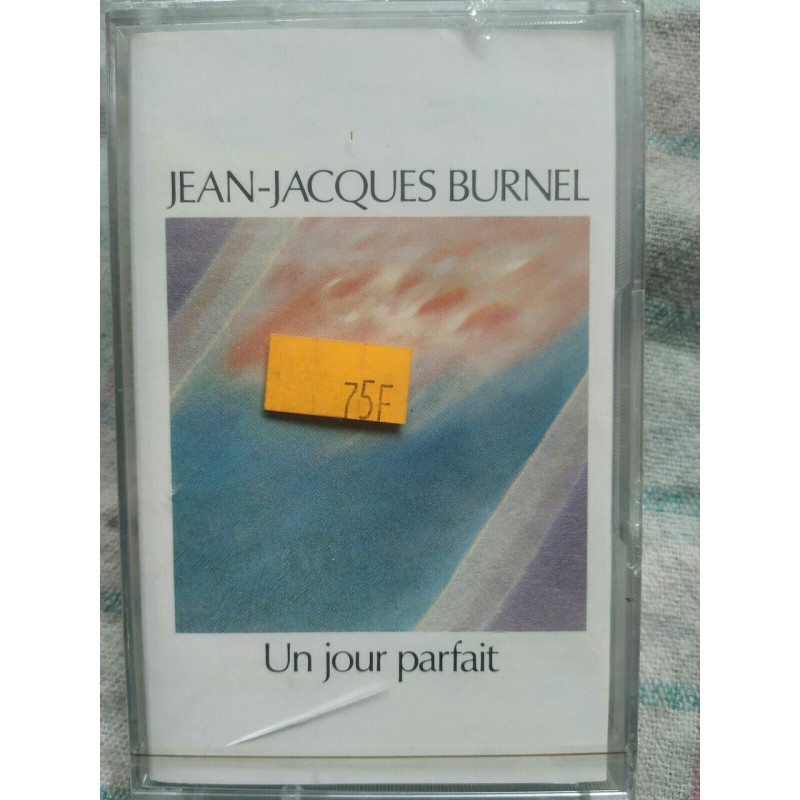 JEAN-JACQUES BURNEL
75F
Un jour parfait